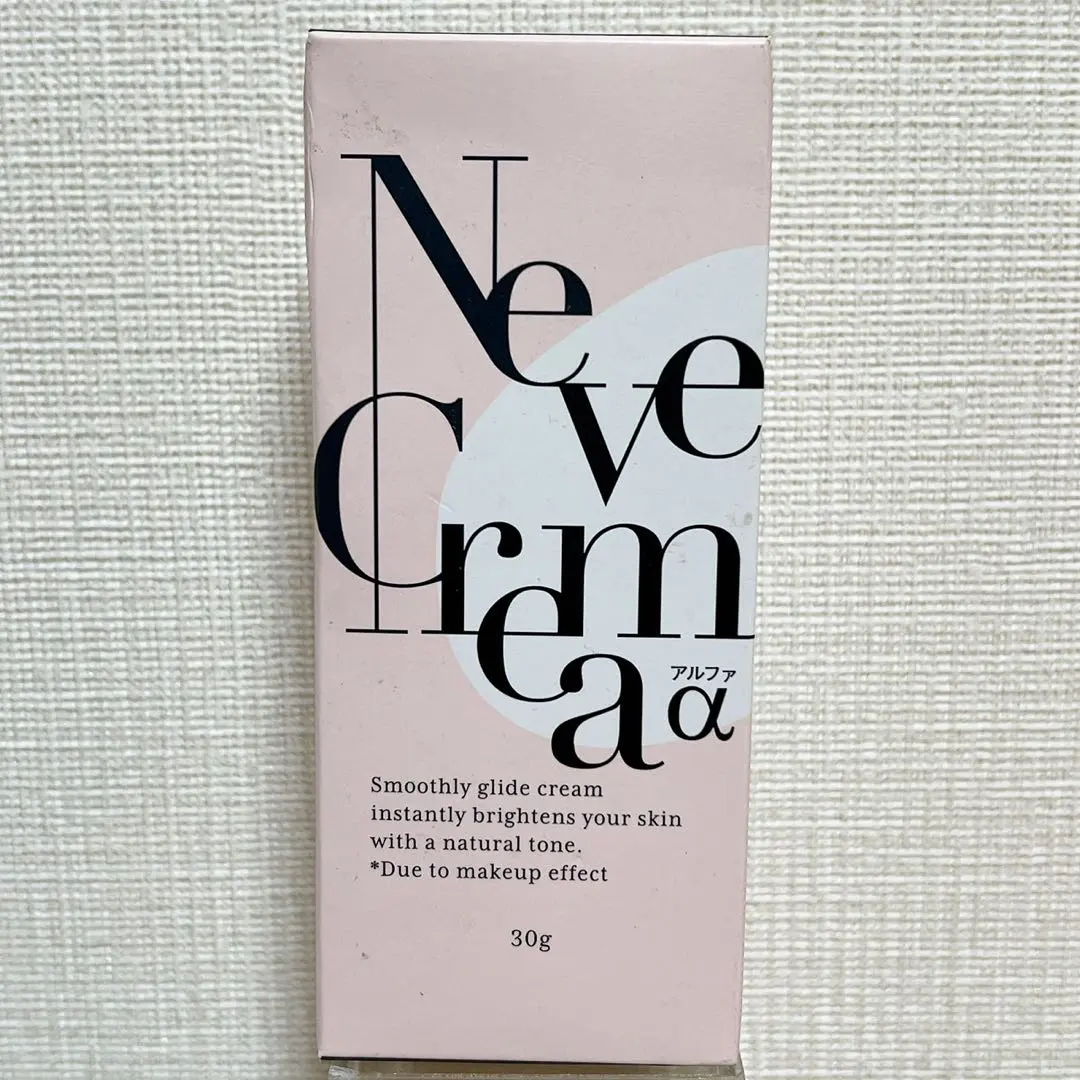 Neve
Crema
アルファ
α
Smoothly glide cream
instantly brightens your skin
with a natural tone.
*Due to makeup effect
30g